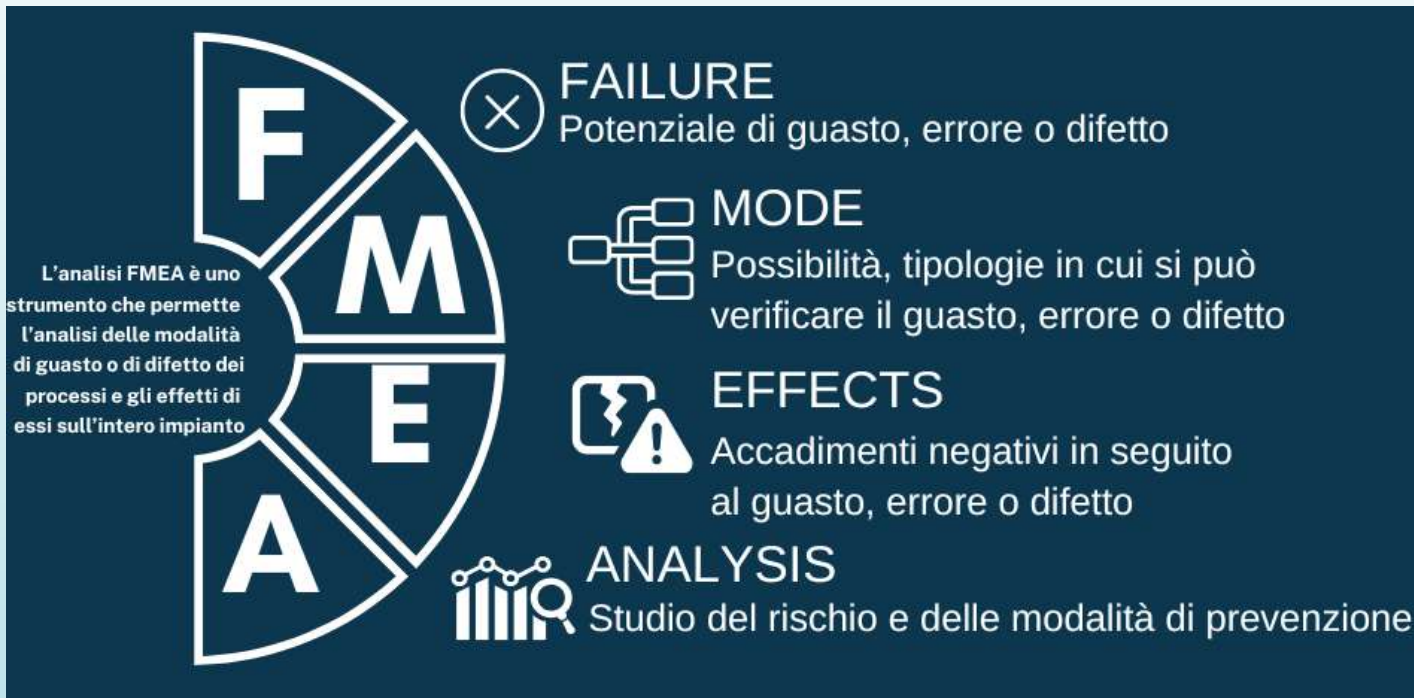 F
FAILURE
Potenziale di guasto, errore o difetto
M
MODE
Possibilità, tipologie in cui si può
verificare il guasto, errore o difetto
L'analisi FMEA è uno
strumento che permette
l'analisi delle modalità
di guasto o di difetto dei
processi e gli effetti di
essi sull'intero impianto
E
EFFECTS
Accadimenti negativi in seguito
al guasto, errore o difetto
A
ANALYSIS
Studio del rischio e delle modalità di prevenzione